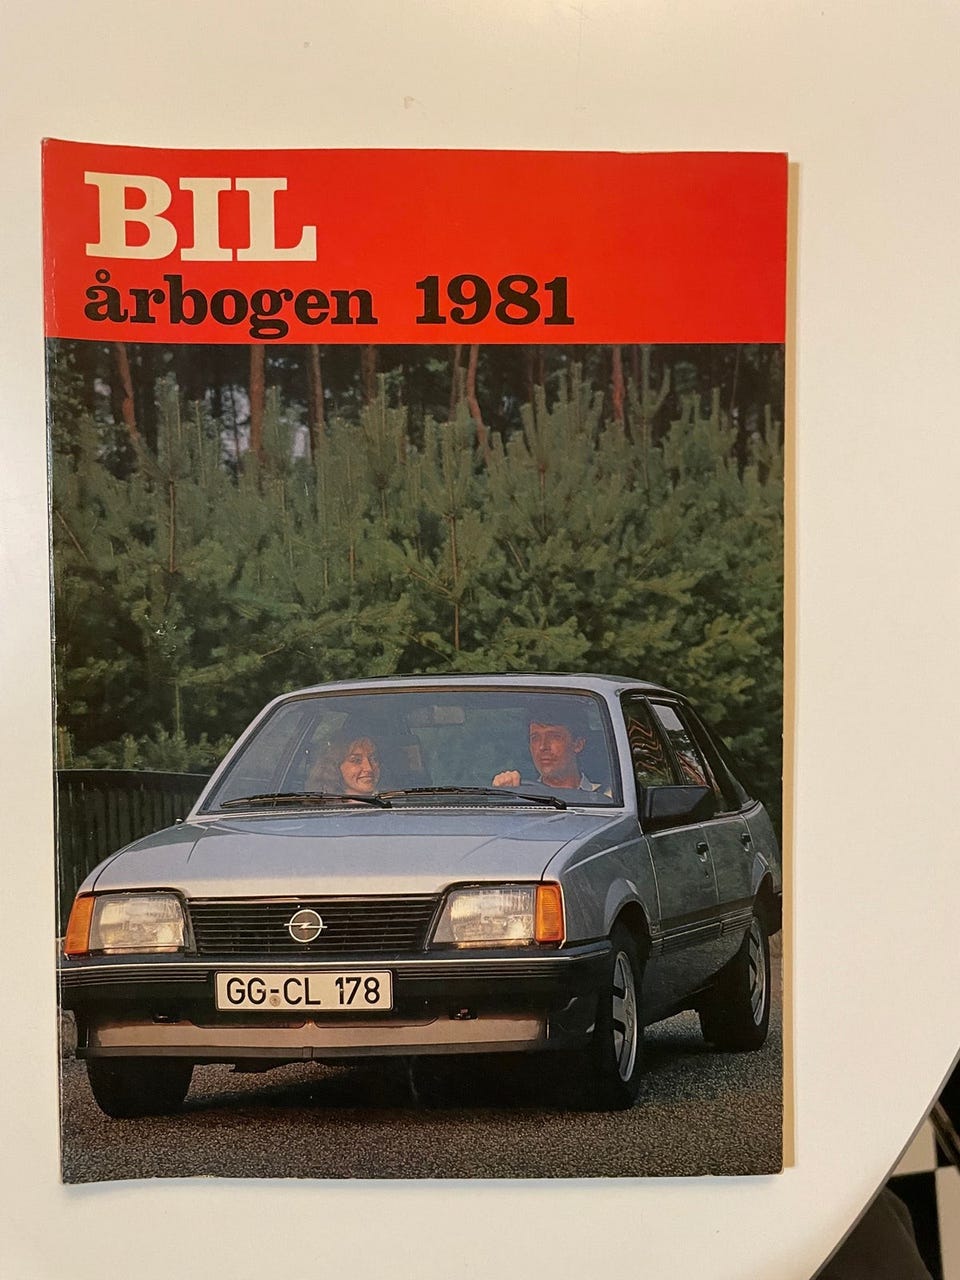 BIL
årbogen 1981
GG-CL 178